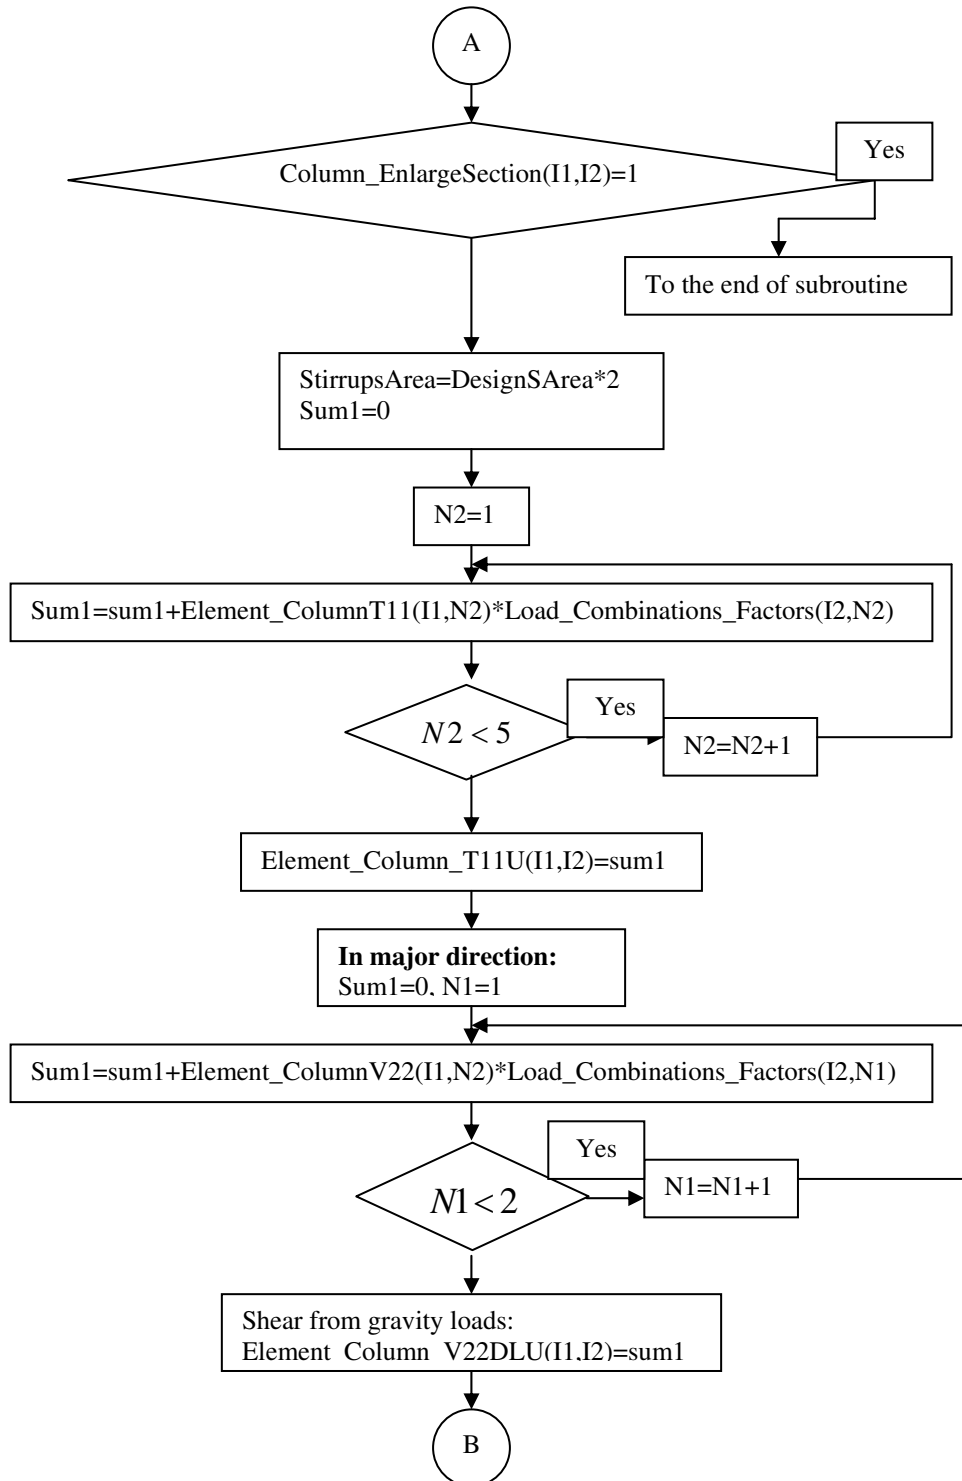 A
Column_EnlargeSection(I1,I2)=1
Yes
To the end of subroutine
StirrupsArea=DesignSArea*2
Sum1=0
N2=1
Sum1=sum1+Element_ColumnT11(I1,N2)*Load_Combinations_Factors(I2,N2)
N2 < 5
Yes
N2=N2+1
Element_Column_T11U(I1,I2)=sum1
In major direction:
Sum1=0, N1=1
Sum1=sum1+Element_ColumnV22(I1,N2)*Load_Combinations_Factors(I2,N1)
N1 < 2
Yes
N1=N1+1
Shear from gravity loads:
Element_Column_V22DLU(I1,I2)=sum1
B